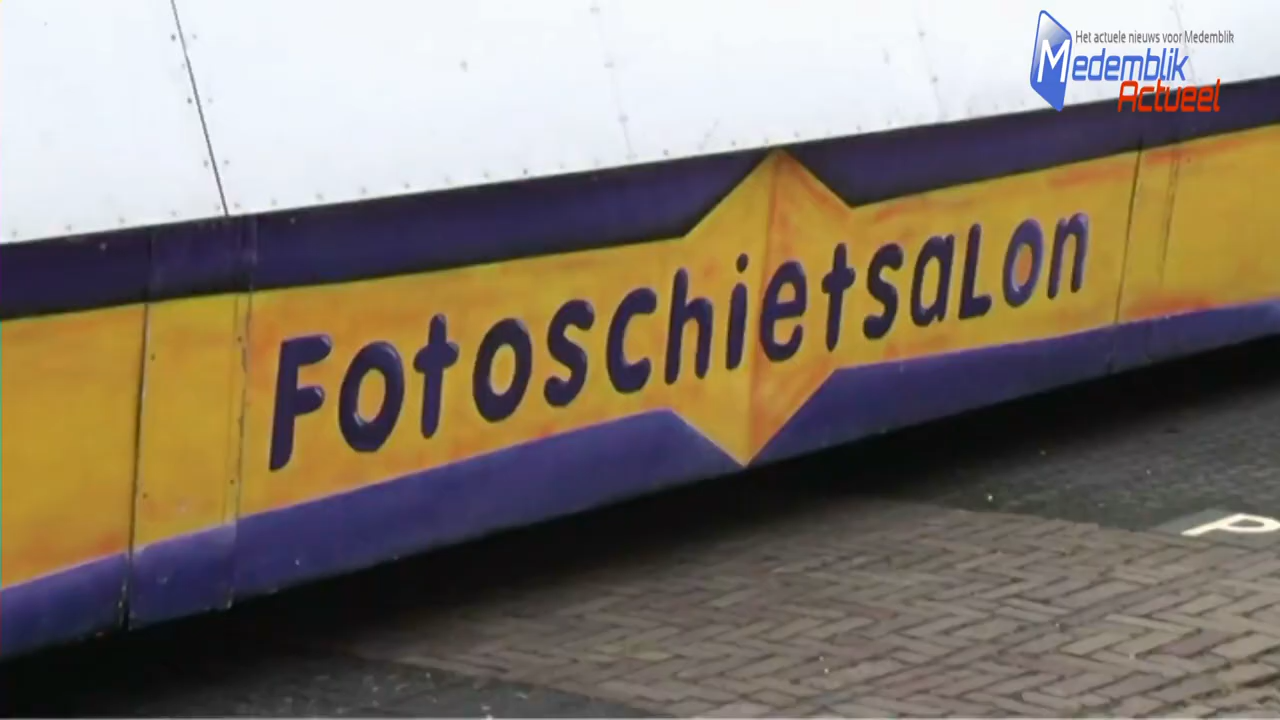 Het actuele nieuws voor Medemblik
Medemblik
Actueel
Fotoschietsalon
P